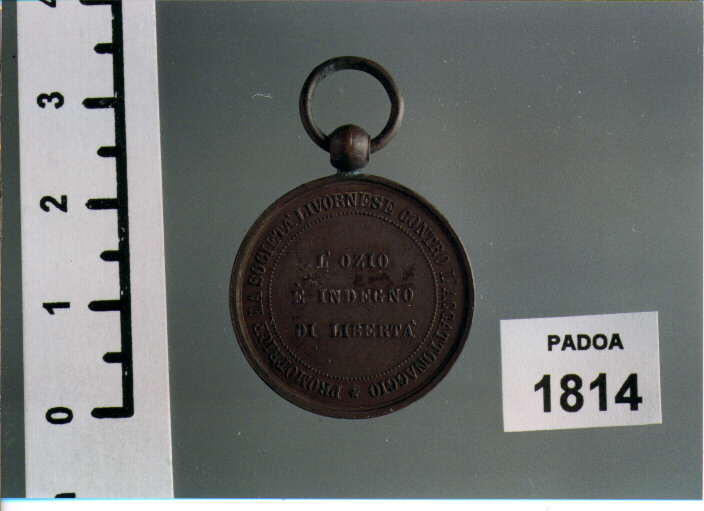 PROMOTRICE LA SOCIETÀ LIVORNESE CONTRO L'ACCATTONAGGIO *
L'OZIO
È INDEGNO
DI LIBERTÀ
PADOA
1814
4
3
2
1
0